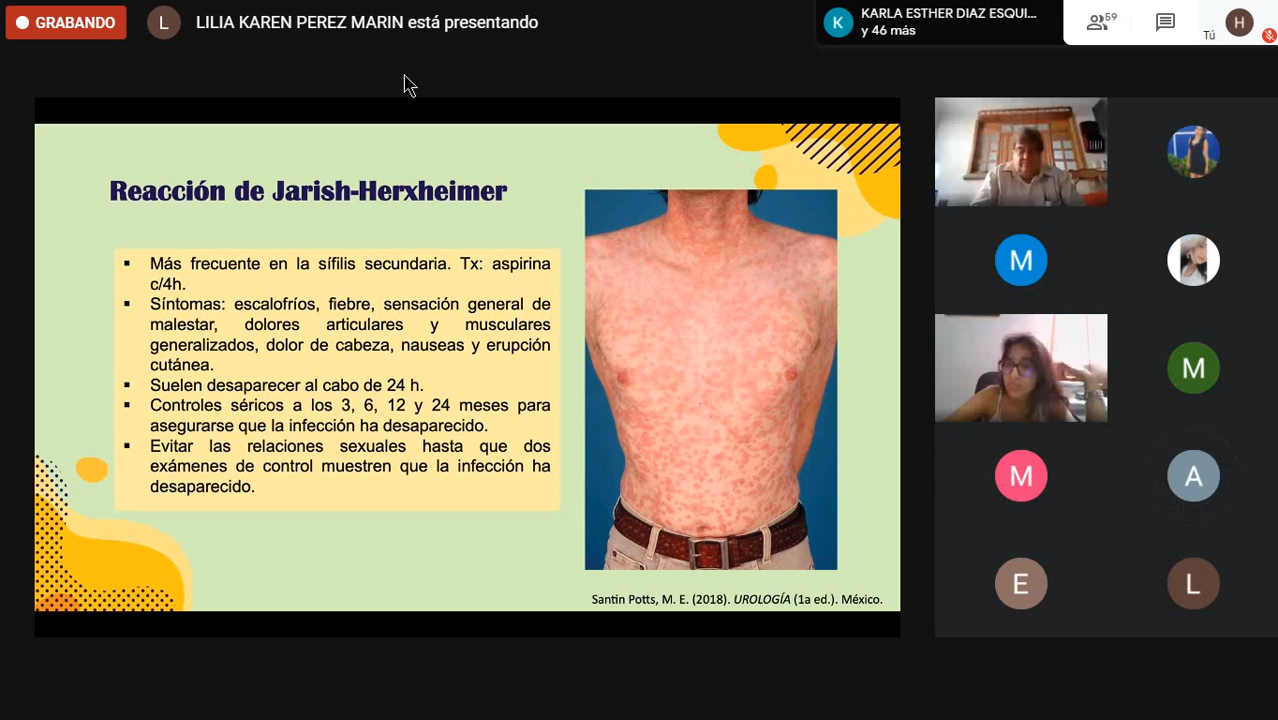 GRABANDO
L
LILIA KAREN PEREZ MARIN está presentando
K
KARLA ESTHER DIAZ ESQUI...
y 46 más
59
Tú
H
Reacción de Jarish-Herxheimer
▪ Más frecuente en la sífilis secundaria. Tx: aspirina
c/4h.
▪ Síntomas: escalofríos, fiebre, sensación general de
malestar, dolores articulares y musculares
generalizados, dolor de cabeza, nauseas y erupción
cutánea.
▪ Suelen desaparecer al cabo de 24 h.
▪ Controles séricos a los 3, 6, 12 y 24 meses para
asegurarse que la infección ha desaparecido.
▪ Evitar las relaciones sexuales hasta que dos
exámenes de control muestren que la infección ha
desaparecido.
Santin Potts, M. E. (2018). UROLOGÍA (1a ed.). México.
M
M
M
A
E
L